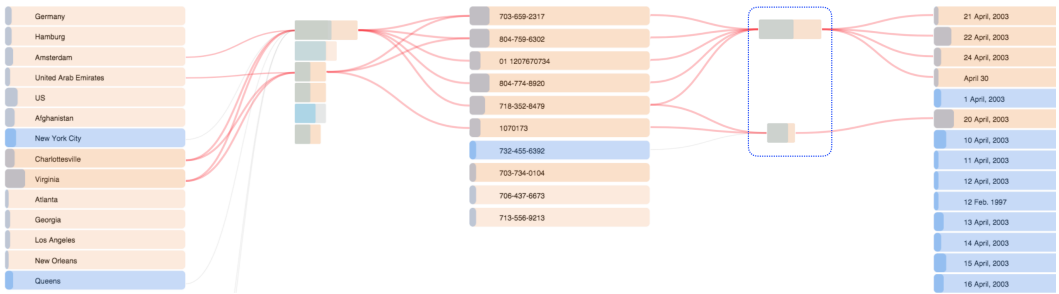 Germany
Hamburg
Amsterdam
United Arab Emirates
US
Afghanistan
New York City
Charlottesville
Virginia
Atlanta
Georgia
Los Angeles
New Orleans
Queens
703-659-2317
804-759-6302
01 1207670734
804-774-8920
718-352-8479
1070173
732-455-6392
703-734-0104
706-437-6673
713-556-9213
21 April, 2003
22 April, 2003
24 April, 2003
April 30
1 April, 2003
20 April, 2003
10 April, 2003
11 April, 2003
12 April, 2003
12 Feb. 1997
13 April, 2003
14 April, 2003
15 April, 2003
16 April, 2003